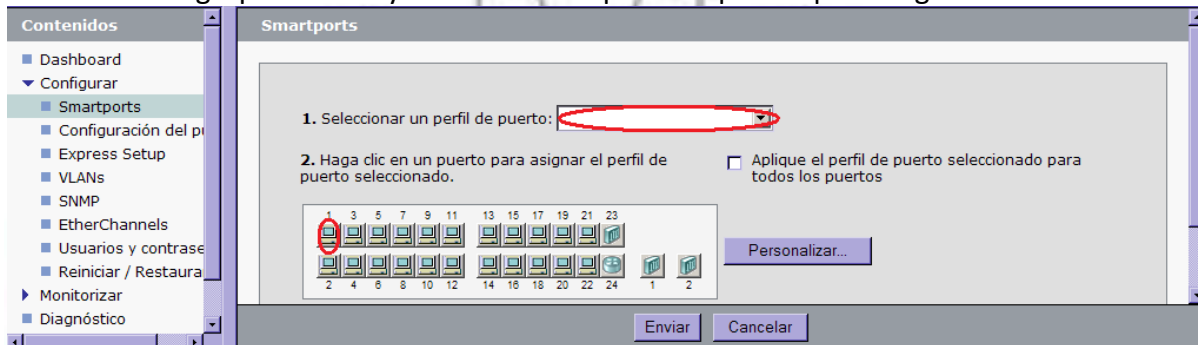 Contenidos
Dashboard
Configurar
Smartports
Configuración del pu
Express Setup
VLANs
SNMP
EtherChannels
Usuarios y contrase
Reiniciar / Restaura
Monitorizar
Diagnóstico
Smartports
1. Seleccionar un perfil de puerto:
2. Haga clic en un puerto para asignar el perfil de
puerto seleccionado.
Aplique el perfil de puerto seleccionado para
todos los puertos
1 3 5 7 9 11 13 15 17 19 21 23
2 4 6 8 10 12 14 16 18 20 22 24 1 2
Personalizar...
Enviar Cancelar